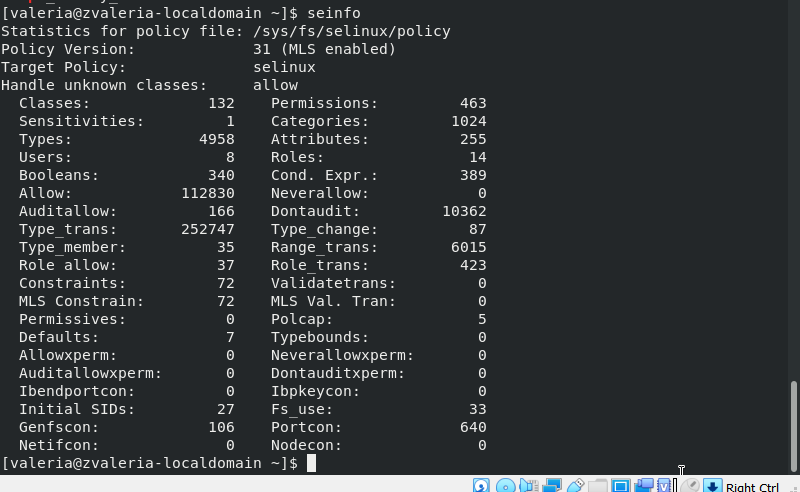 [valeria@zvaleria-localdomain ~]$ seinfo
Statistics for policy file: /sys/fs/selinux/policy
Policy Version:             31 (MLS enabled)
Target Policy:              selinux
Handle unknown classes:     allow
  Classes:             132    Permissions:         463
  Sensitivities:         1    Categories:         1024
  Types:              4958    Attributes:          255
  Users:                 8    Roles:                14
  Booleans:            340    Cond. Expr.:         389
  Allow:            112830    Neverallow:            0
  Auditallow:          166    Dontaudit:         10362
  Type_trans:       252747    Type_change:          87
  Type_member:          35    Range_trans:        6015
  Role allow:           37    Role_trans:          423
  Constraints:          72    Validatetrans:         0
  MLS Constrain:        72    MLS Val. Tran:         0
  Permissives:           0    Polcap:                5
  Defaults:              7    Typebounds:            0
  Allowxperm:            0    Neverallowxperm:       0
  Auditallowxperm:       0    Dontauditxperm:        0
  Ibendportcon:          0    Ibpkeycon:             0
  Initial SIDs:         27    Fs_use:               33
  Genfscon:            106    Portcon:             640
  Netifcon:              0    Nodecon:               0
[valeria@zvaleria-localdomain ~]$
Right Ctrl